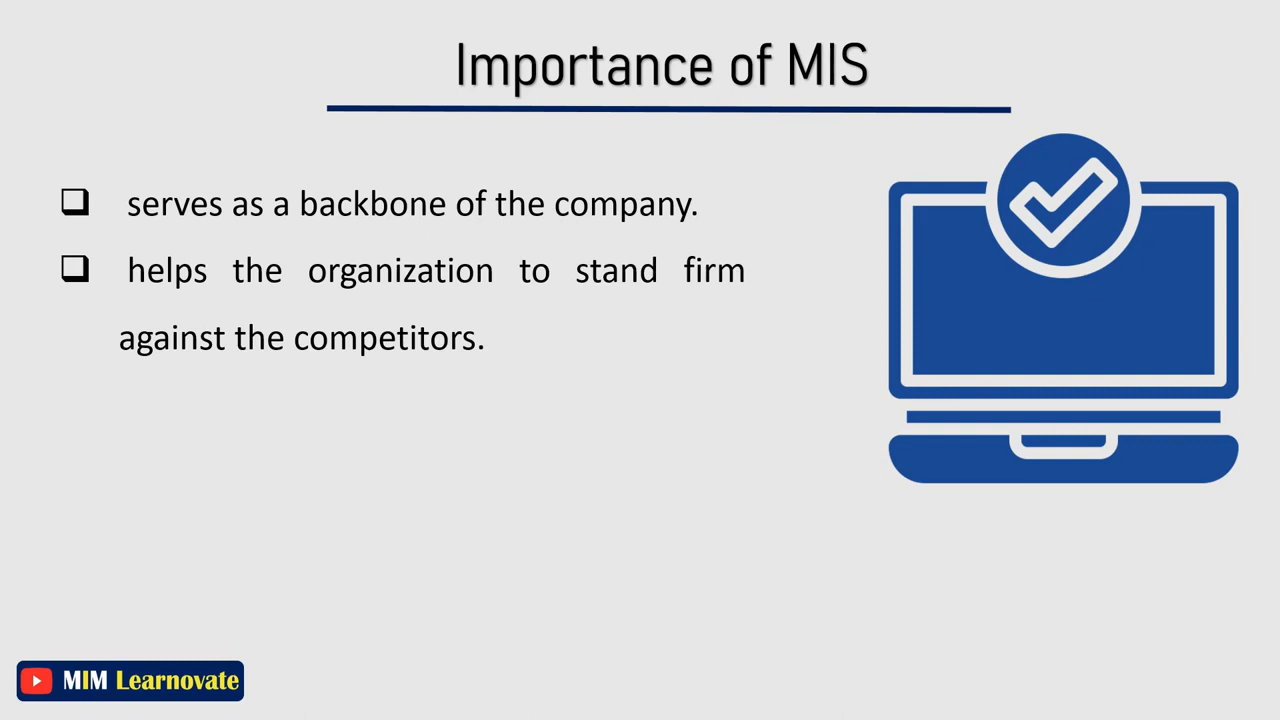 Importance of MIS
❑ serves as a backbone of the company.
❑ helps the organization to stand firm
against the competitors.
MIM Learnovate